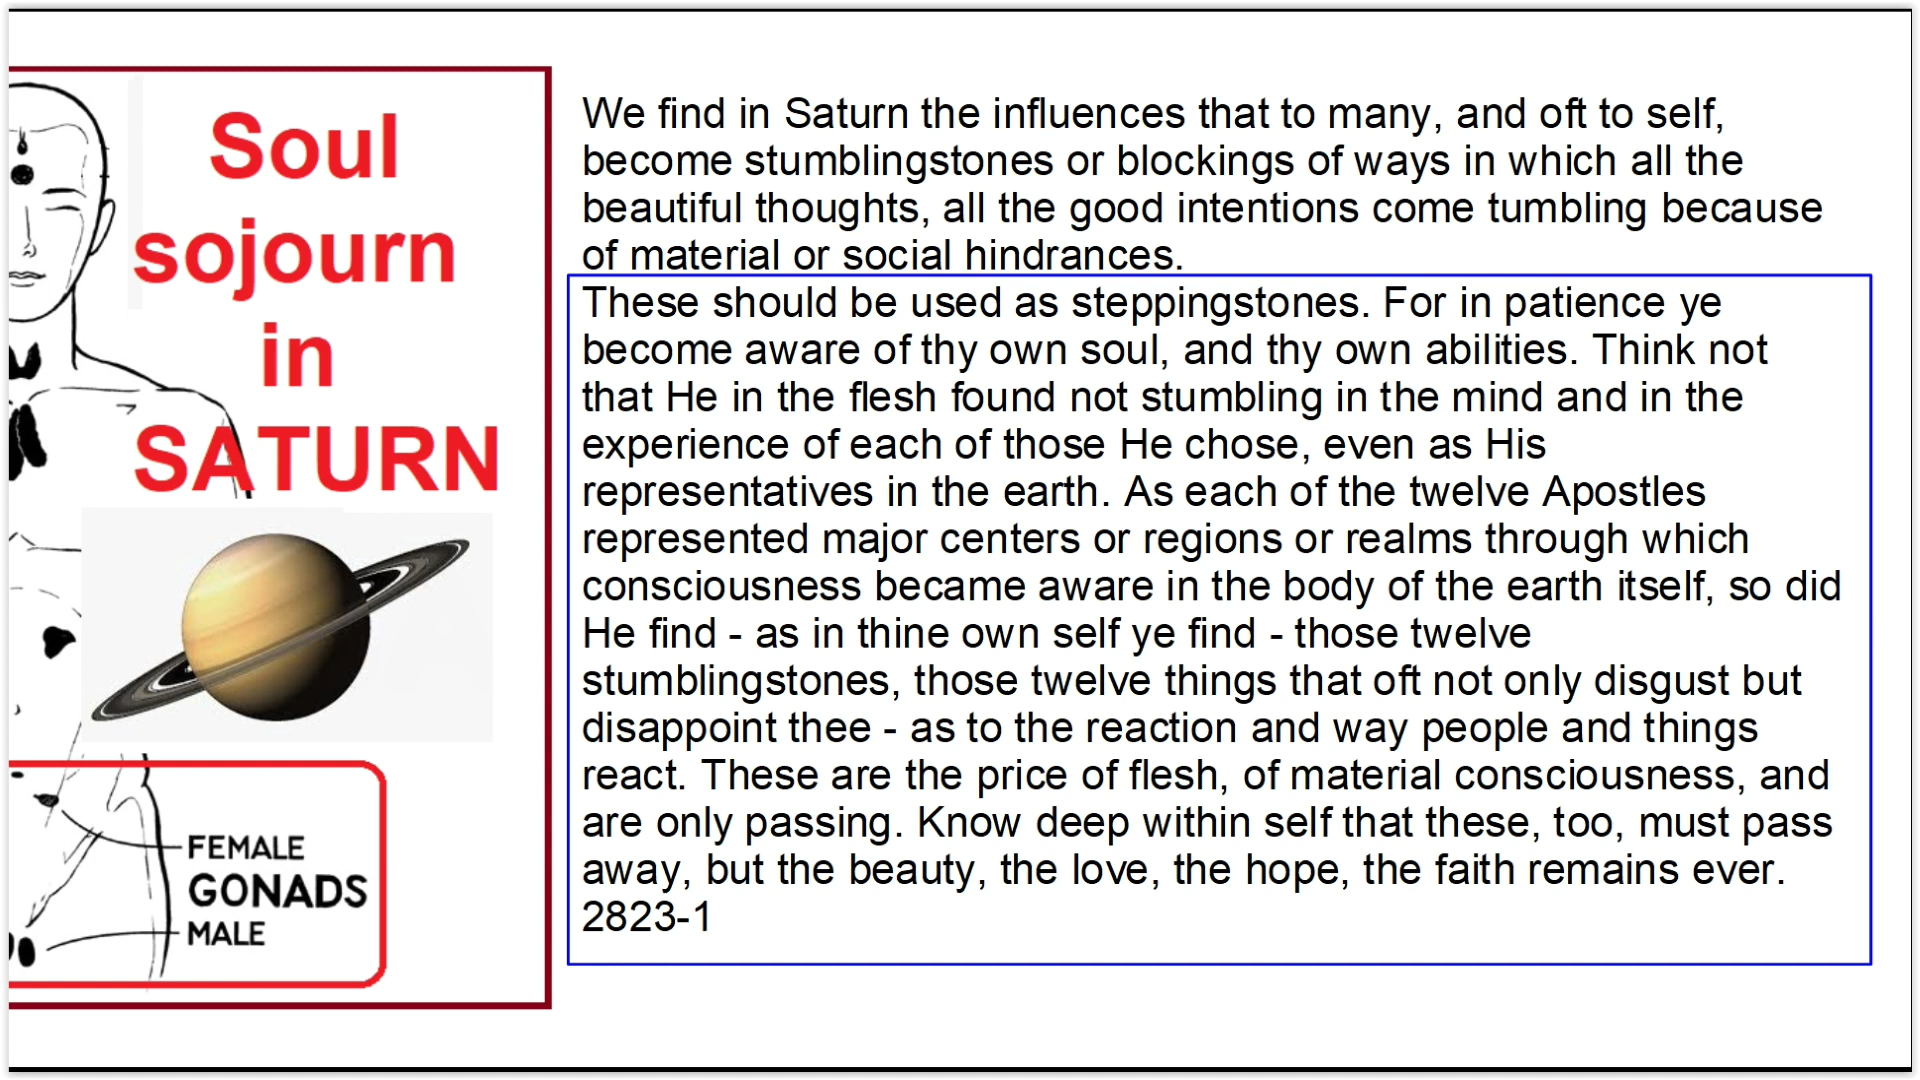 Soul
sojourn
in
SATURN
FEMALE
GONADS
MALE
We find in Saturn the influences that to many, and oft to self,
become stumblingstones or blockings of ways in which all the
beautiful thoughts, all the good intentions come tumbling because
of material or social hindrances.
These should be used as steppingstones. For in patience ye
become aware of thy own soul, and thy own abilities. Think not
that He in the flesh found not stumbling in the mind and in the
experience of each of those He chose, even as His
representatives in the earth. As each of the twelve Apostles
represented major centers or regions or realms through which
consciousness became aware in the body of the earth itself, so did
He find - as in thine own self ye find - those twelve
stumblingstones, those twelve things that oft not only disgust but
disappoint thee - as to the reaction and way people and things
react. These are the price of flesh, of material consciousness, and
are only passing. Know deep within self that these, too, must pass
away, but the beauty, the love, the hope, the faith remains ever.
2823-1